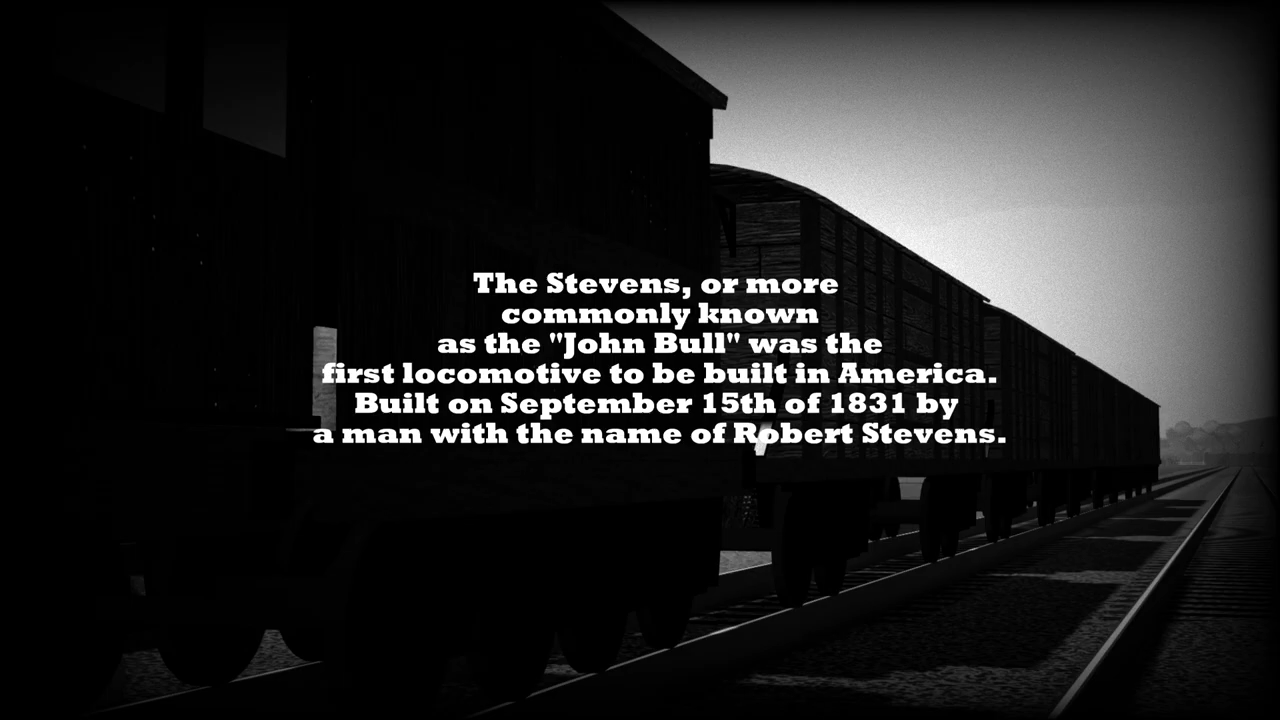 The Stevens, or more
commonly known
as the "John Bull" was the
first locomotive to be built in America.
Built on September 15th of 1831 by
a man with the name of Robert Stevens.